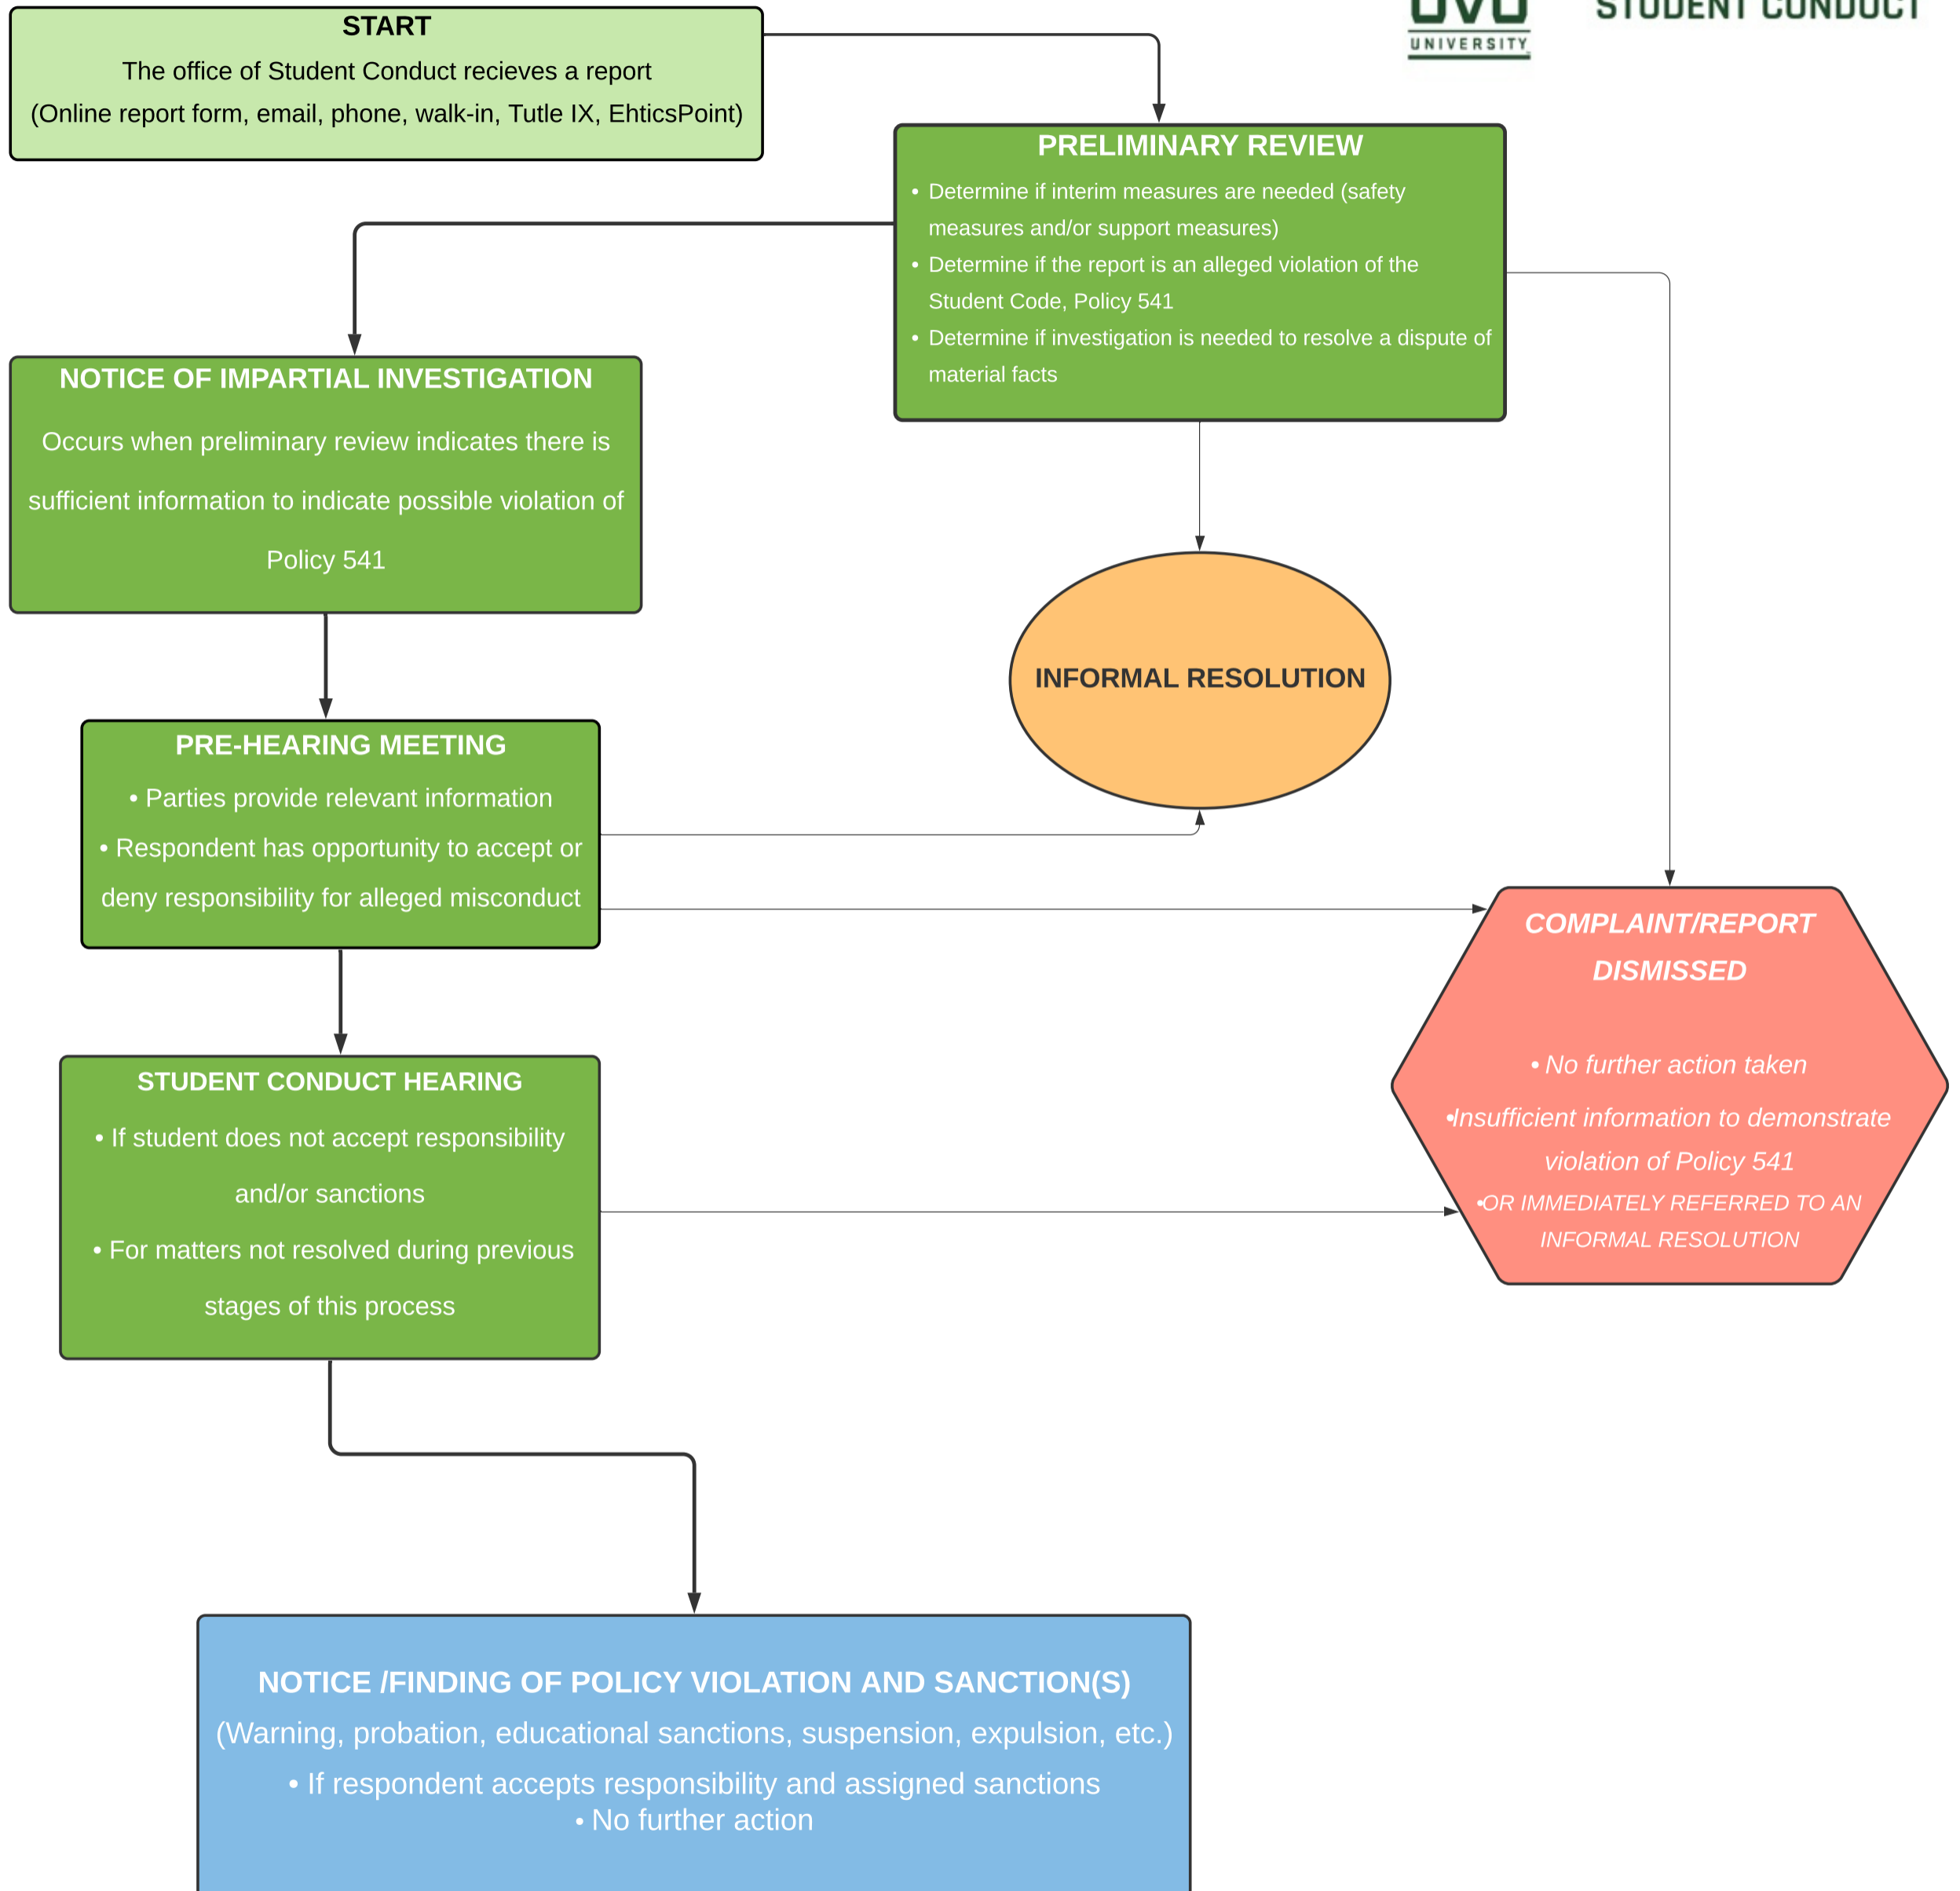 START
The office of Student Conduct recieves a report
(Online report form, email, phone, walk-in, Tutle IX, EhticsPoint)
UVU
UNIVERSITY
STUDENT CONDUCT
PRELIMINARY REVIEW
• Determine if interim measures are needed (safety
measures and/or support measures)
• Determine if the report is an alleged violation of the
Student Code, Policy 541
• Determine if investigation is needed to resolve a dispute of
material facts
NOTICE OF IMPARTIAL INVESTIGATION
Occurs when preliminary review indicates there is
sufficient information to indicate possible violation of
Policy 541
INFORMAL RESOLUTION
PRE-HEARING MEETING
• Parties provide relevant information
• Respondent has opportunity to accept or
deny responsibility for alleged misconduct
COMPLAINT/REPORT
DISMISSED
• No further action taken
•Insufficient information to demonstrate
violation of Policy 541
•OR IMMEDIATELY REFERRED TO AN
INFORMAL RESOLUTION
STUDENT CONDUCT HEARING
• If student does not accept responsibility
and/or sanctions
• For matters not resolved during previous
stages of this process
NOTICE /FINDING OF POLICY VIOLATION AND SANCTION(S)
(Warning, probation, educational sanctions, suspension, expulsion, etc.)
• If respondent accepts responsibility and assigned sanctions
• No further action